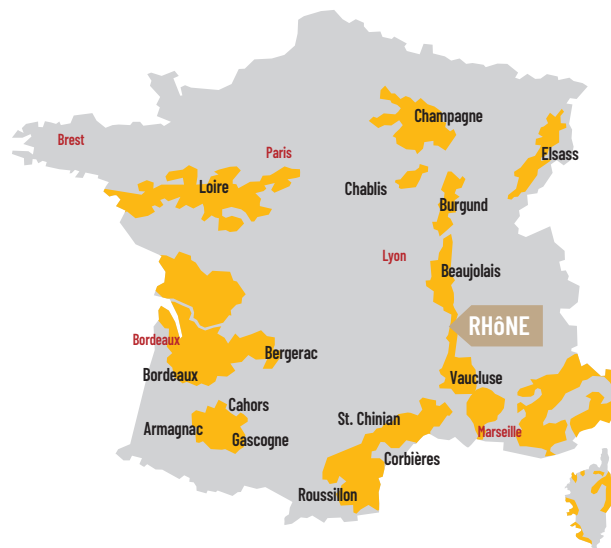 Champagne
Brest
Paris
Elsass
Loire
Chablis
Burgund
Lyon
Beaujolais
RHôNE
Bordeaux
Bergerac
Bordeaux
Vaucluse
Cahors
St. Chinian
Armagnac
Gascogne
Marseille
Corbières
Roussillon